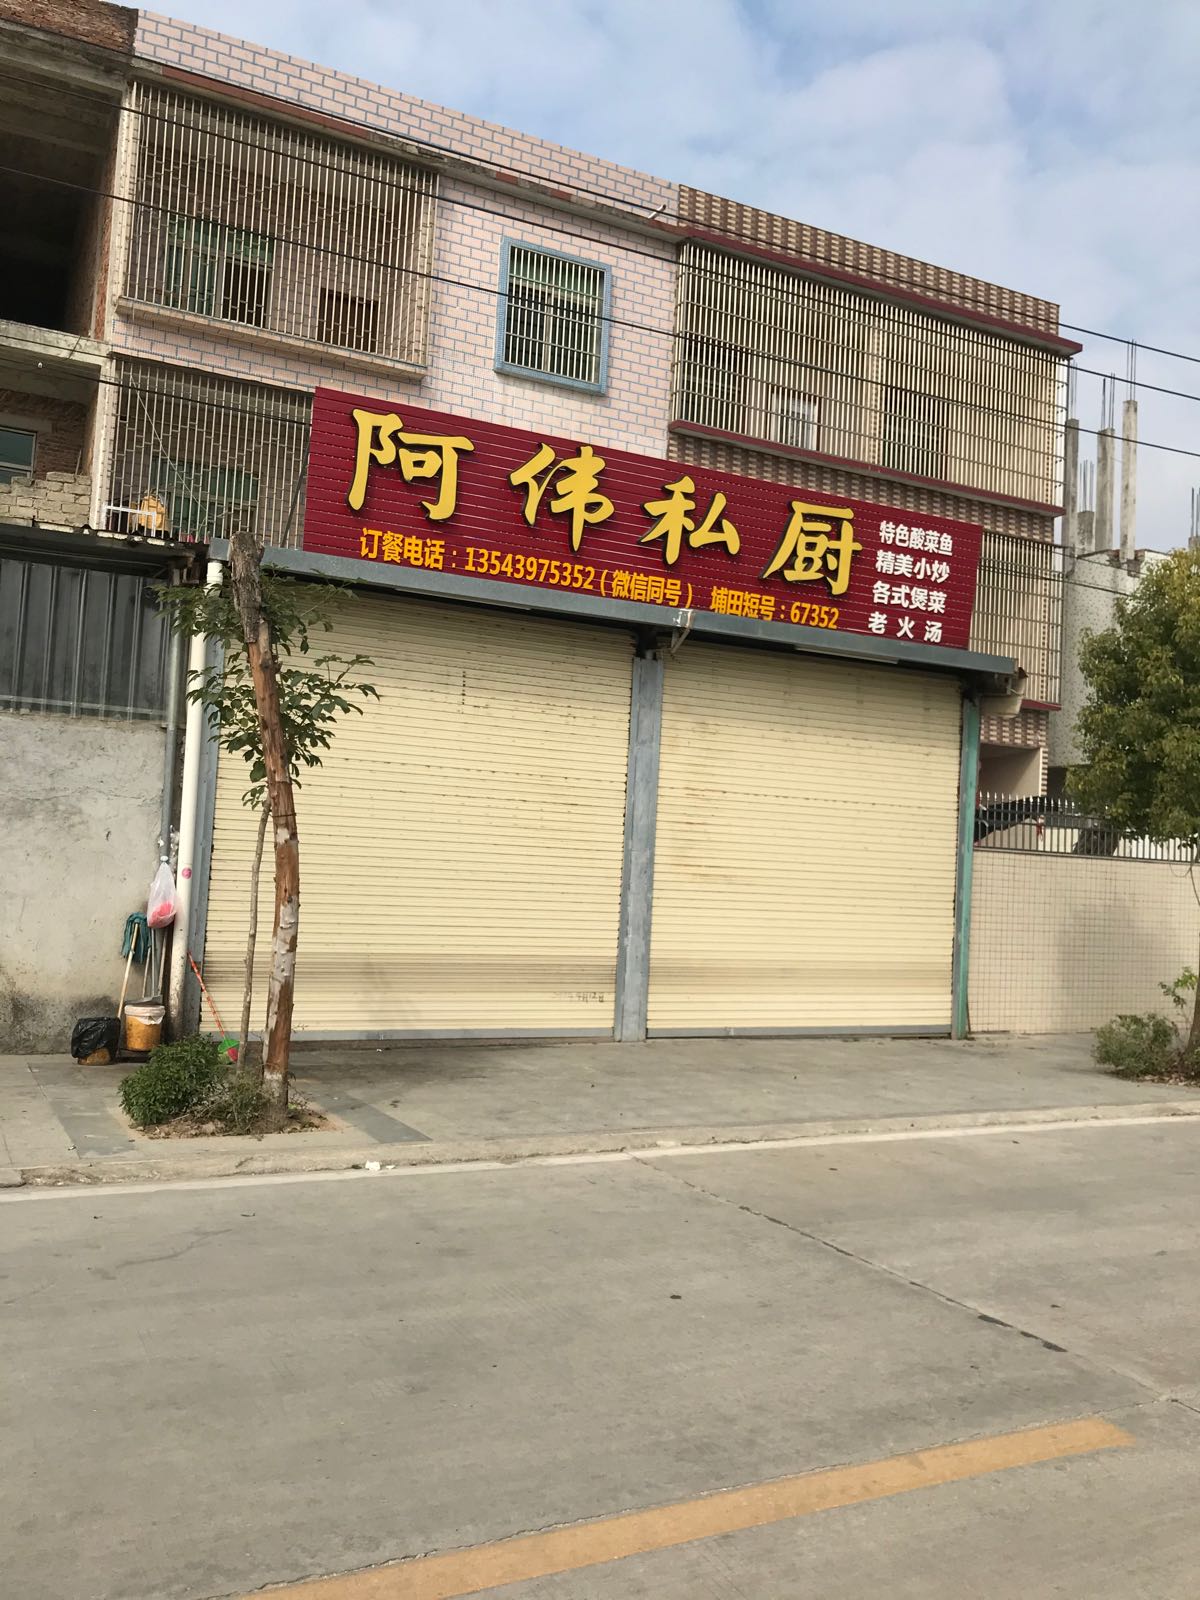 阿伟私厨
订餐电话：13543975352（微信同号） 埔田短号：67352
特色酸菜鱼
精美小炒
各式煲菜
老火汤